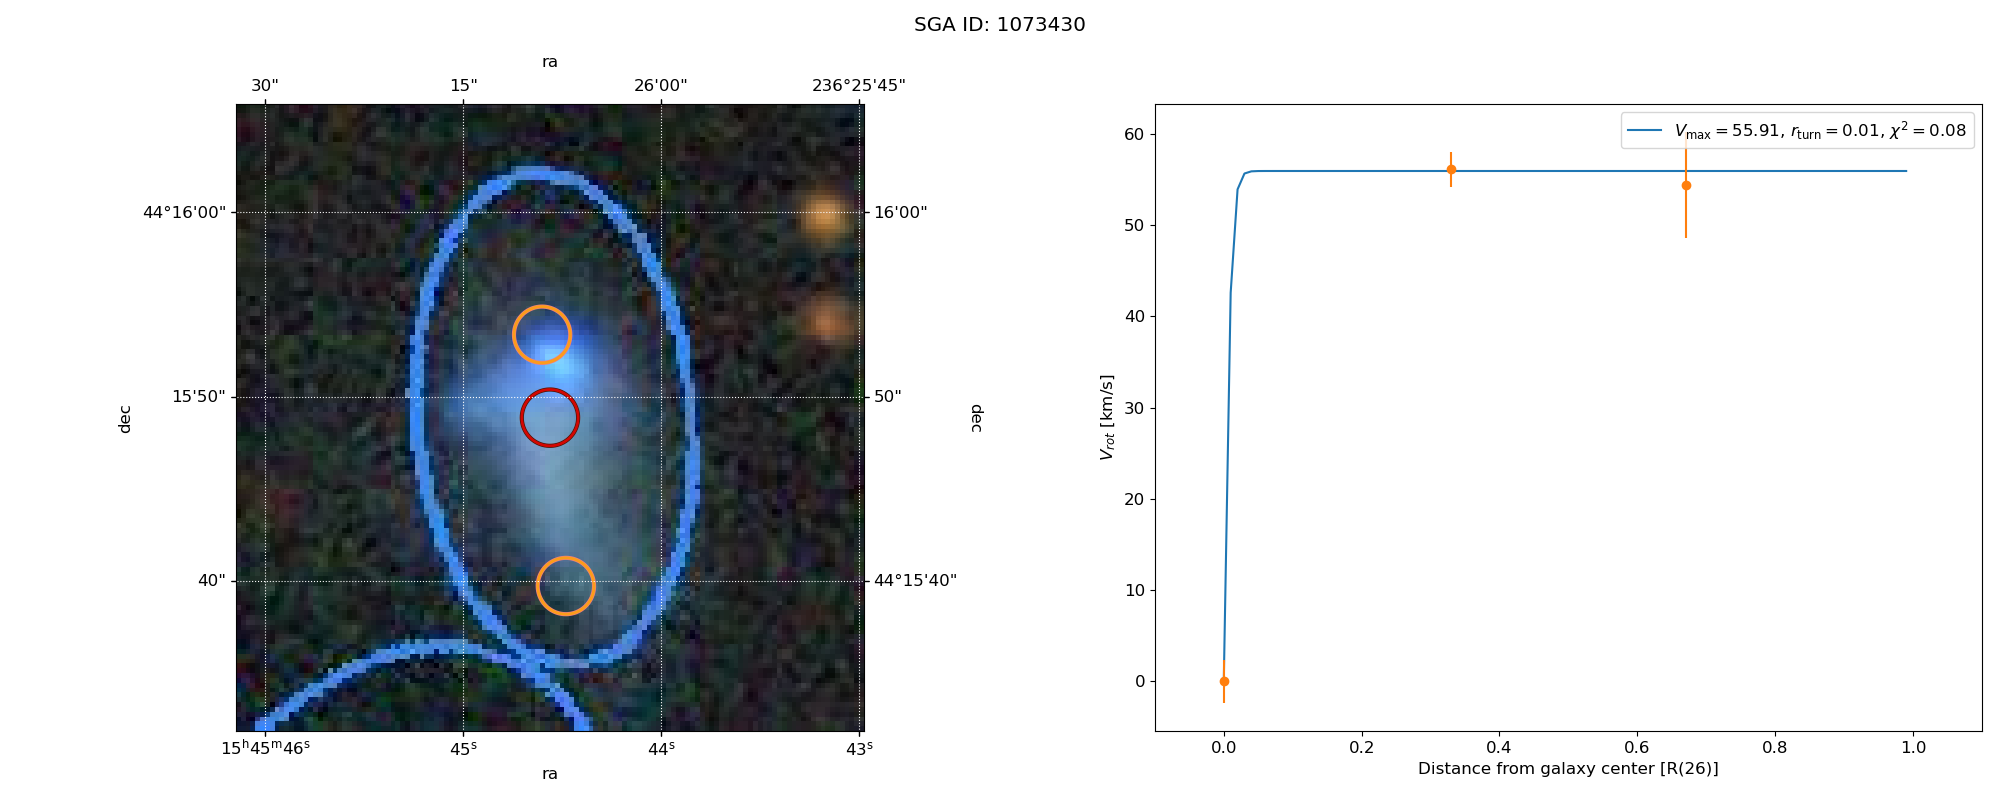 SGA ID: 1073430
ra
30" 15" 26'00" 236°25'45"
44°16'00"
15'50"
40"
dec
16'00"
50"
44°15'40"
dec
15ʰ45ᵐ46ˢ 45ˢ 44ˢ 43ˢ
ra
V_max = 55.91, r_turn = 0.01, χ² = 0.08
60
50
40
30
20
10
0
V_rot [km/s]
0.0 0.2 0.4 0.6 0.8 1.0
Distance from galaxy center [R(26)]